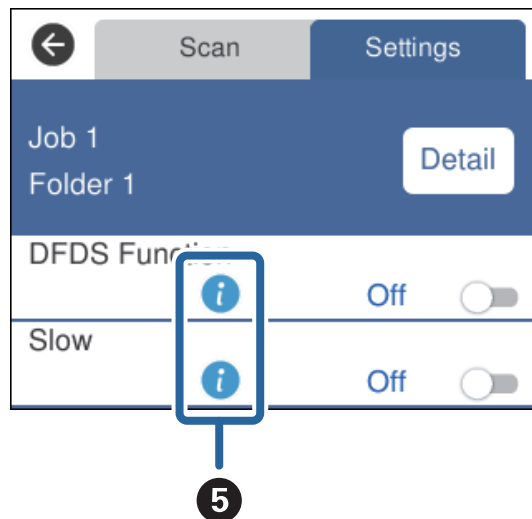 Scan Settings
Job 1
Folder 1
Detail
DFDS Function
i Off
Slow
i Off
5